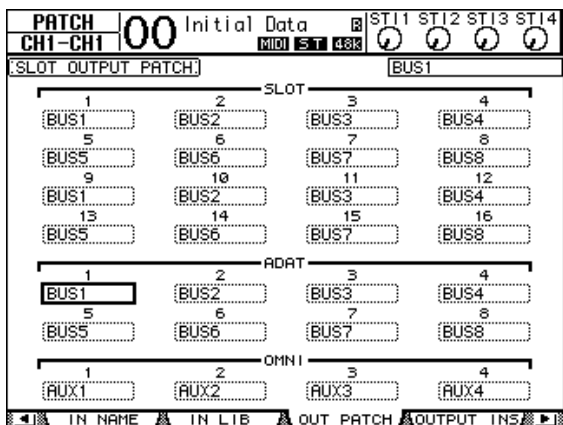 PATCH 00 Initial Data R STI1 STI2 STI3 STI4
CH1-CH1 MIDI ST 48K
SLOT OUTPUT PATCH BUS1
SLOT
1 2 3 4
BUS1 BUS2 BUS3 BUS4
5 6 7 8
BUS5 BUS6 BUS7 BUS8
9 10 11 12
BUS1 BUS2 BUS3 BUS4
13 14 15 16
BUS5 BUS6 BUS7 BUS8
ADAT
1 2 3 4
BUS1 BUS2 BUS3 BUS4
5 6 7 8
BUS5 BUS6 BUS7 BUS8
OMNI
1 2 3 4
AUX1 AUX2 AUX3 AUX4
IN NAME IN LIB OUT PATCH OUTPUT INS